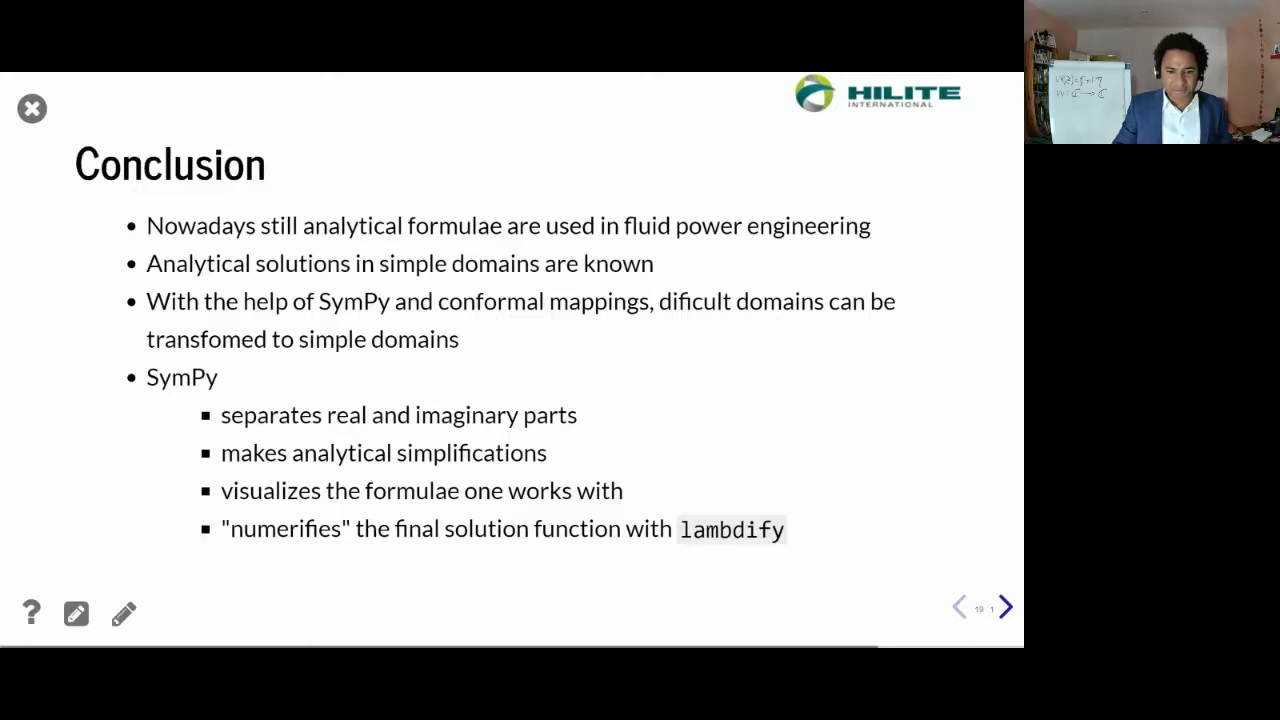 HILITE
INTERNATIONAL
Conclusion
• Nowadays still analytical formulae are used in fluid power engineering
• Analytical solutions in simple domains are known
• With the help of SymPy and conformal mappings, dificult domains can be
transfomed to simple domains
• SymPy
▪ separates real and imaginary parts
▪ makes analytical simplifications
▪ visualizes the formulae one works with
▪ "numerifies" the final solution function with lambdify
?
19 1